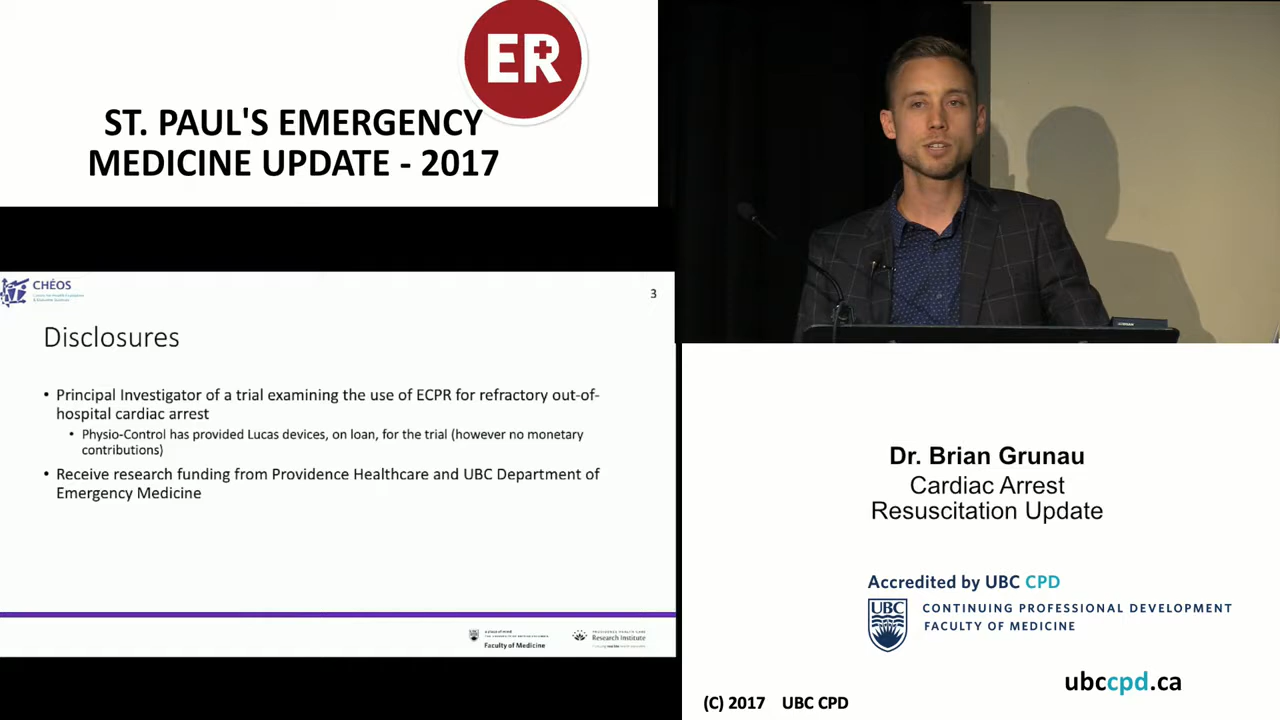 ER
ST. PAUL'S EMERGENCY
MEDICINE UPDATE - 2017
CHÉOS
3
Disclosures
• Principal Investigator of a trial examining the use of ECPR for refractory out-of-
hospital cardiac arrest
• Physio-Control has provided Lucas devices, on loan, for the trial (however no monetary
contributions)
• Receive research funding from Providence Healthcare and UBC Department of
Emergency Medicine
Faculty of Medicine
PROVIDENCE HEALTH CARE
Research Institute
Dr. Brian Grunau
Cardiac Arrest
Resuscitation Update
Accredited by UBC CPD
UBC
CONTINUING PROFESSIONAL DEVELOPMENT
FACULTY OF MEDICINE
ubccpd.ca
(C) 2017 UBC CPD